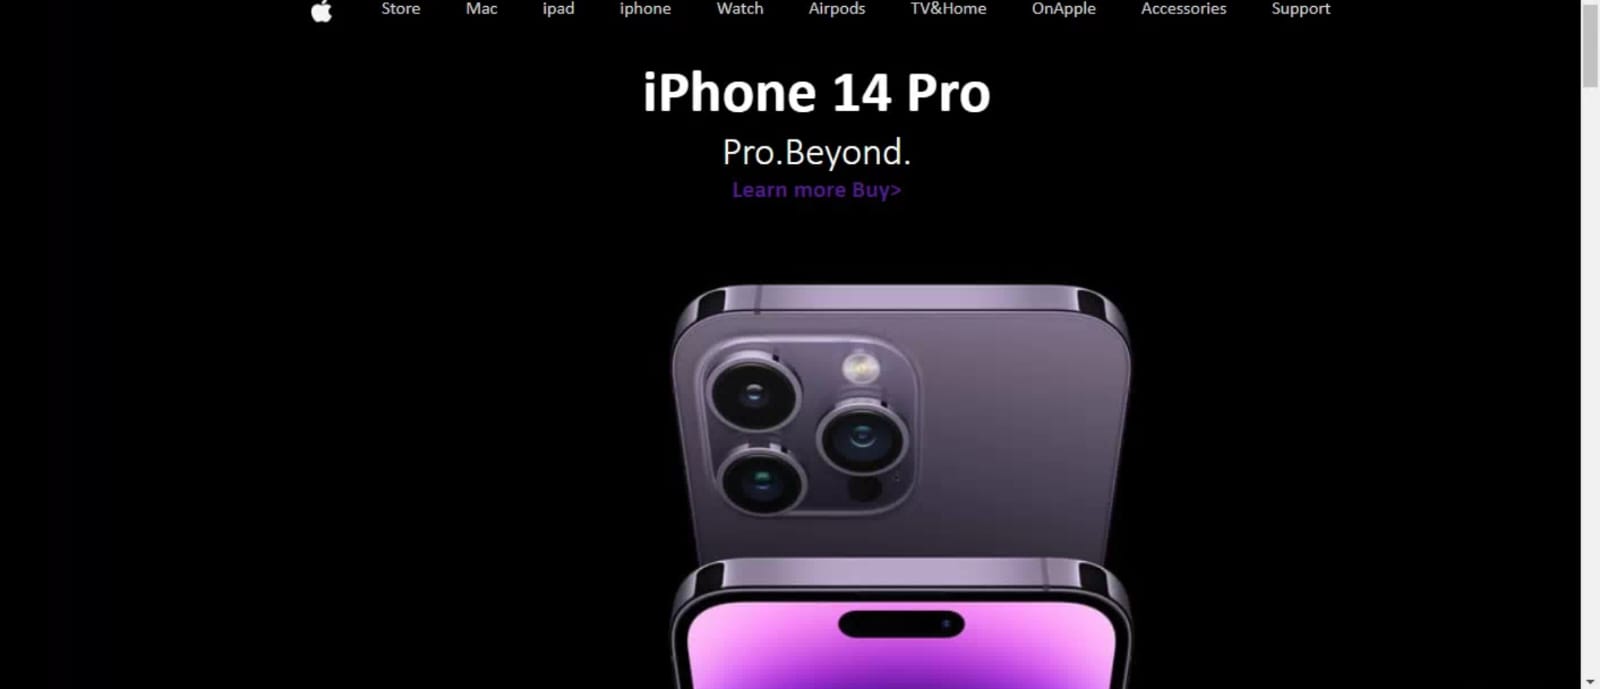 Store Mac ipad iphone Watch Airpods TV&Home OnApple Accessories Support
iPhone 14 Pro
Pro.Beyond.
Learn more Buy>